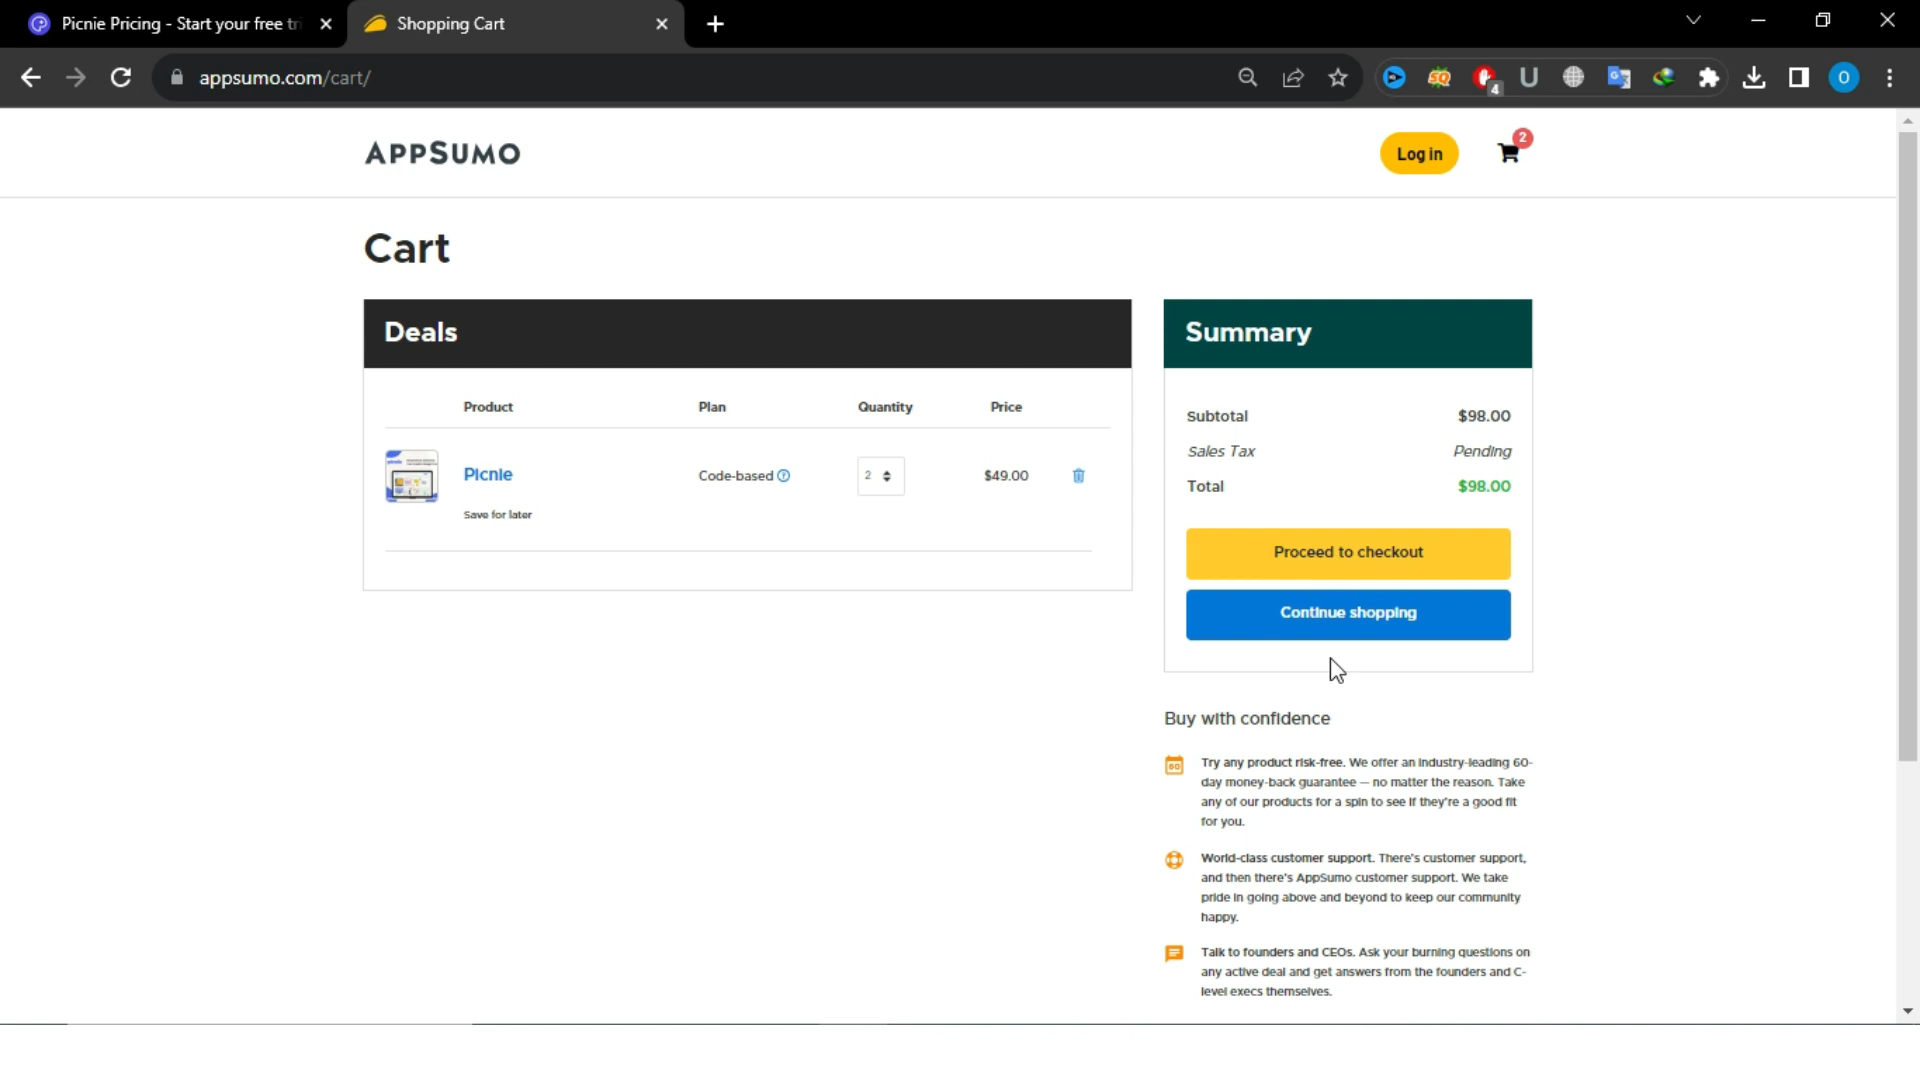 Picnie Pricing - Start your free tri
Shopping Cart
appsumo.com/cart/
SQ
4
U
G
O
APPSUMO
Log in
2
Cart
Deals
Summary
Product Plan Quantity Price
Picnie
Code-based
2
$49.00
Save for later
Subtotal $98.00
Sales Tax Pending
Total $98.00
Proceed to checkout
Continue shopping
Buy with confidence
60
Try any product risk-free. We offer an industry-leading 60-
day money-back guarantee — no matter the reason. Take
any of our products for a spin to see if they're a good fit
for you.
World-class customer support. There's customer support,
and then there's AppSumo customer support. We take
pride in going above and beyond to keep our community
happy.
Talk to founders and CEOs. Ask your burning questions on
any active deal and get answers from the founders and C-
level execs themselves.